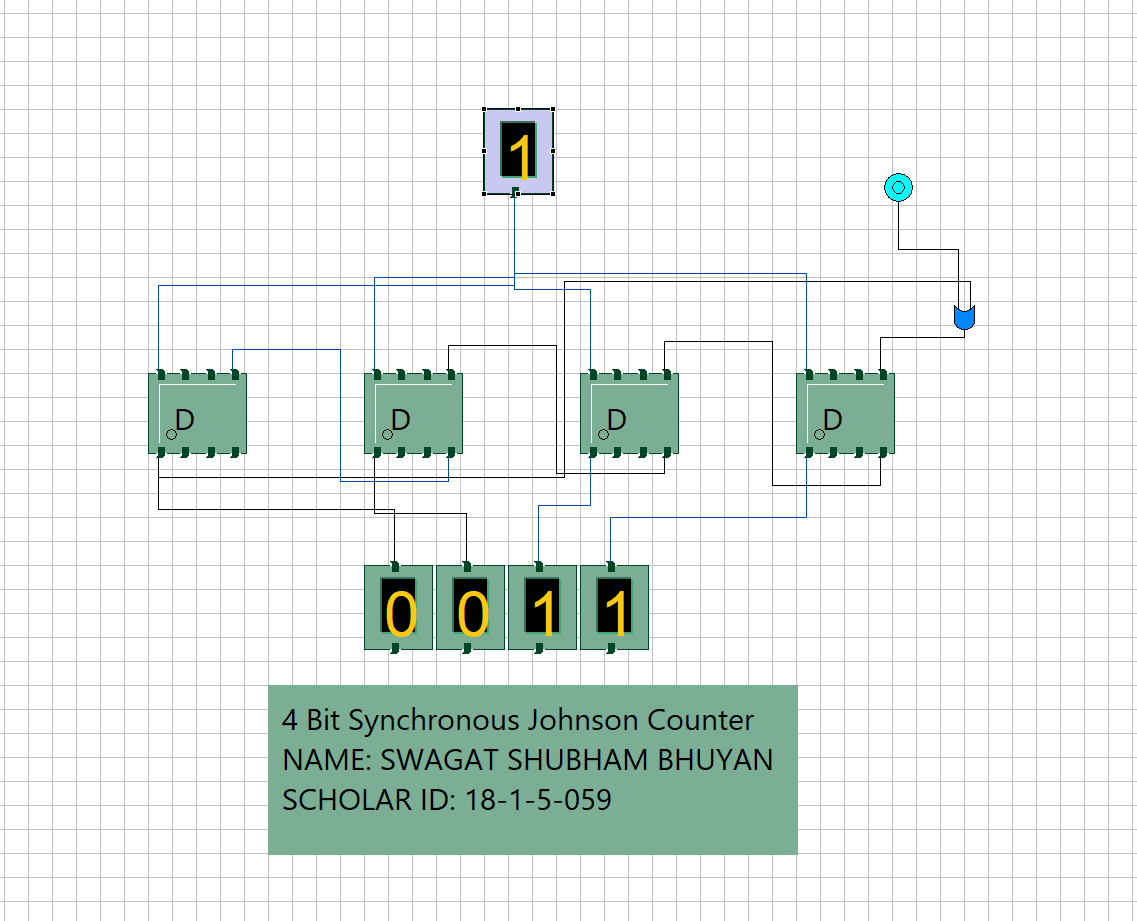 1
D D D D
0 0 1 1
4 Bit Synchronous Johnson Counter
NAME: SWAGAT SHUBHAM BHUYAN
SCHOLAR ID: 18-1-5-059